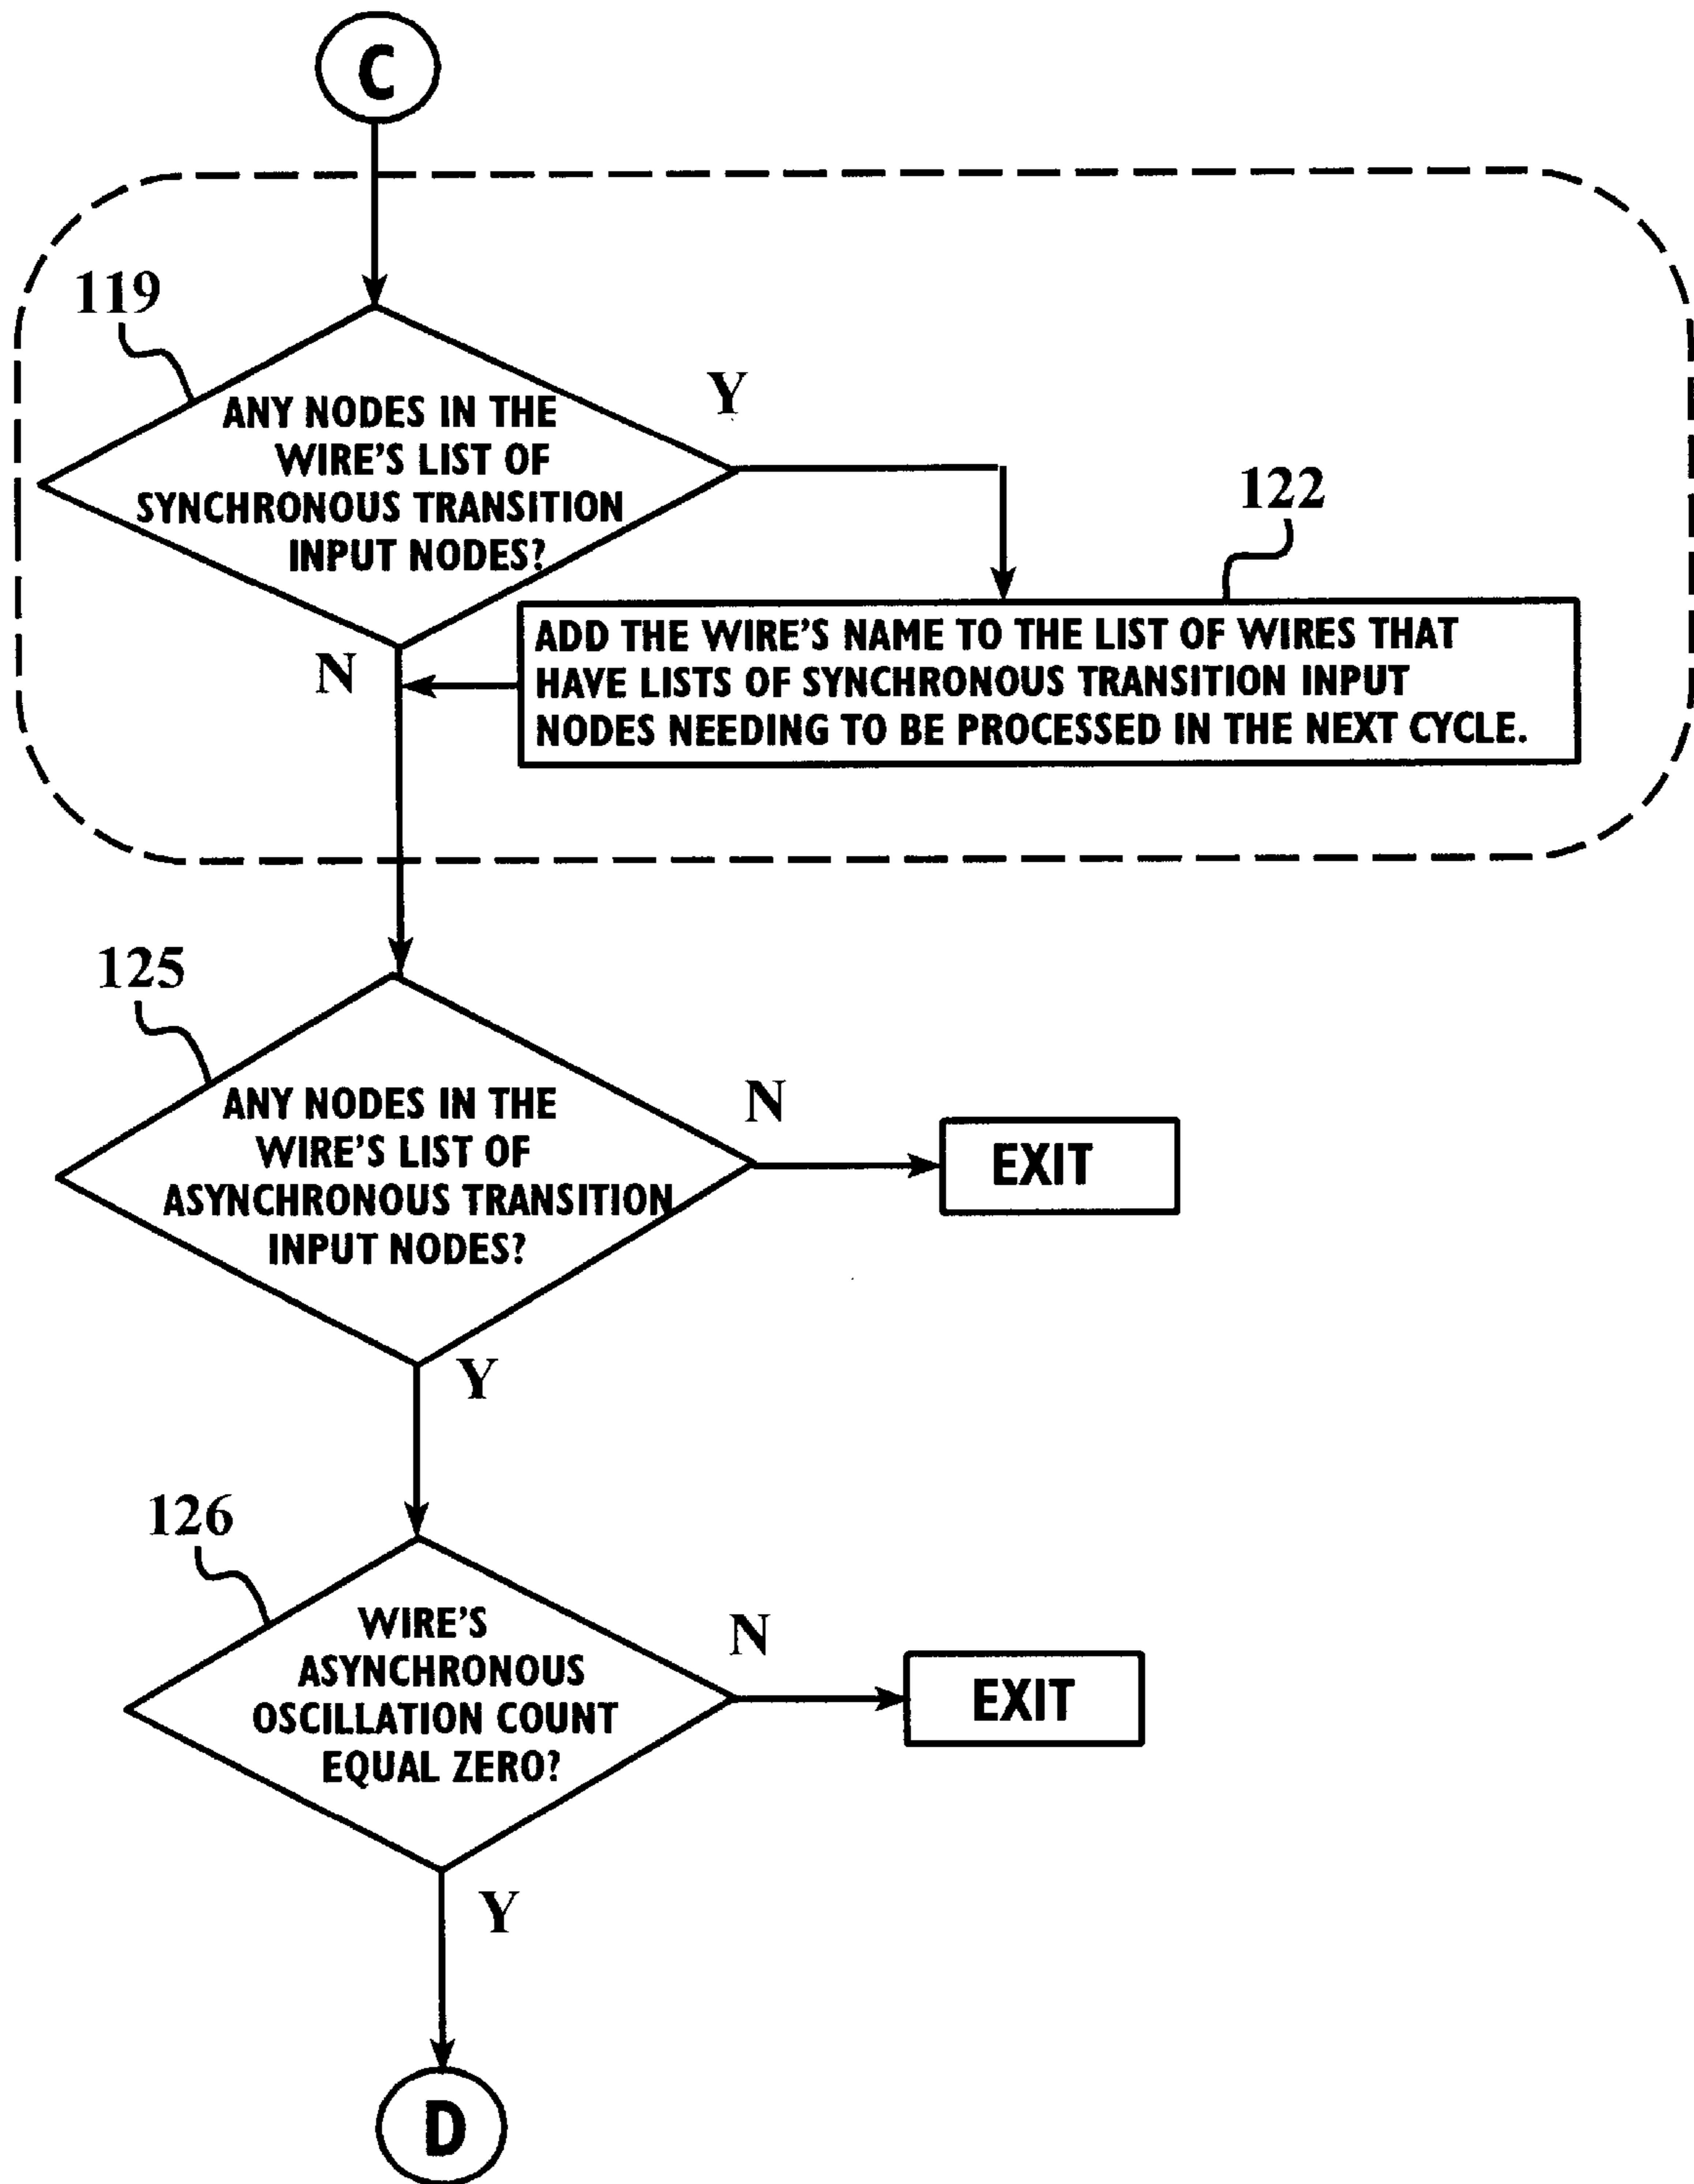 C
119
ANY NODES IN THE
WIRE'S LIST OF
SYNCHRONOUS TRANSITION
INPUT NODES?
Y
N
122
ADD THE WIRE'S NAME TO THE LIST OF WIRES THAT
HAVE LISTS OF SYNCHRONOUS TRANSITION INPUT
NODES NEEDING TO BE PROCESSED IN THE NEXT CYCLE.
125
ANY NODES IN THE
WIRE'S LIST OF
ASYNCHRONOUS TRANSITION
INPUT NODES?
N
EXIT
Y
126
WIRE'S
ASYNCHRONOUS
OSCILLATION COUNT
EQUAL ZERO?
N
EXIT
Y
D